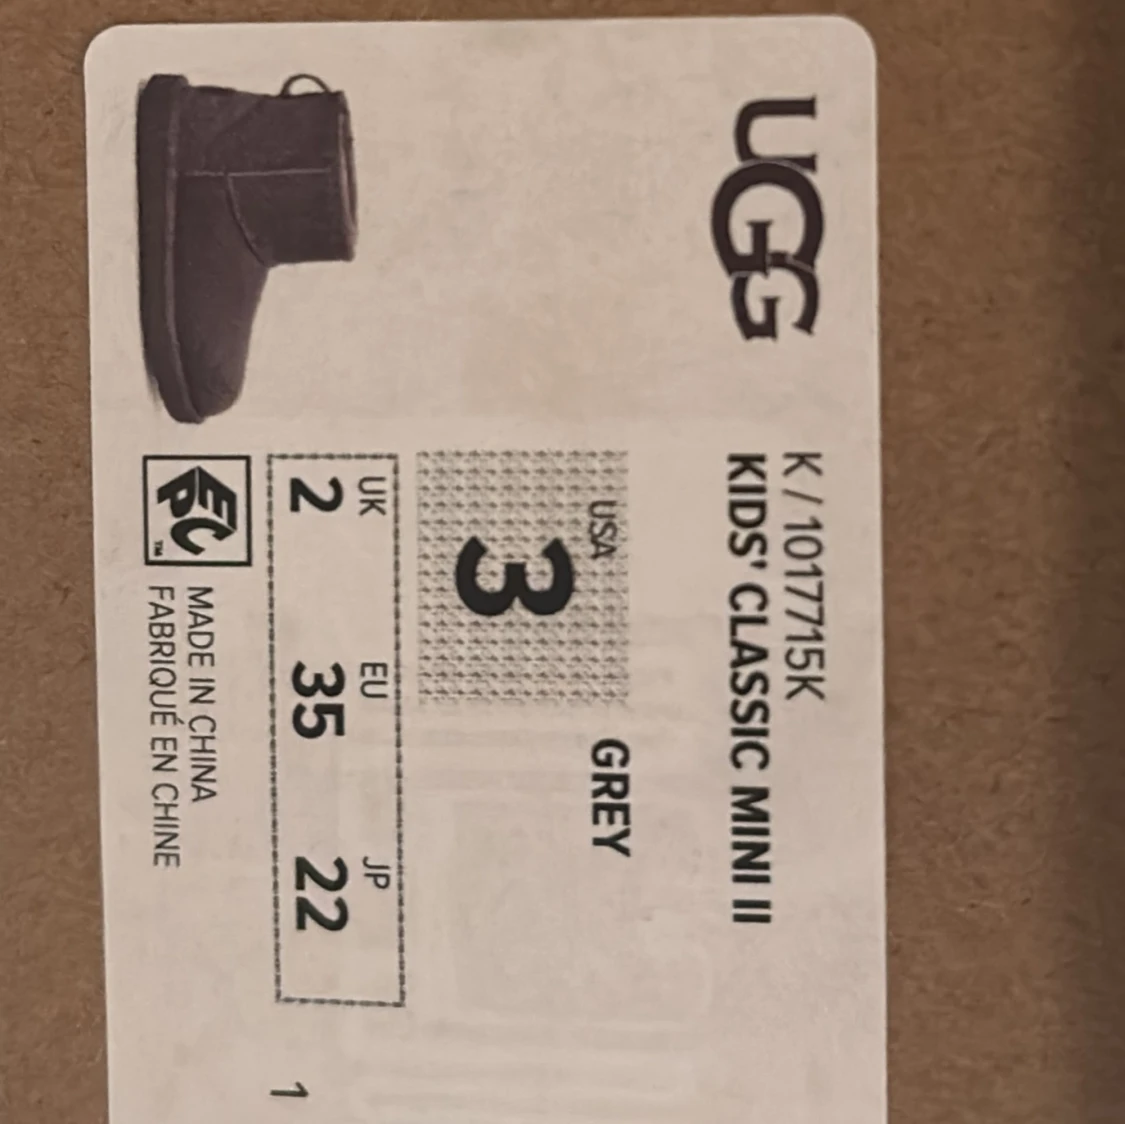 UGG
K / 1017715K
KIDS' CLASSIC MINI II
USA
3
GREY
UK EU JP
2 35 22
EPC™
MADE IN CHINA
FABRIQUÉ EN CHINE
1